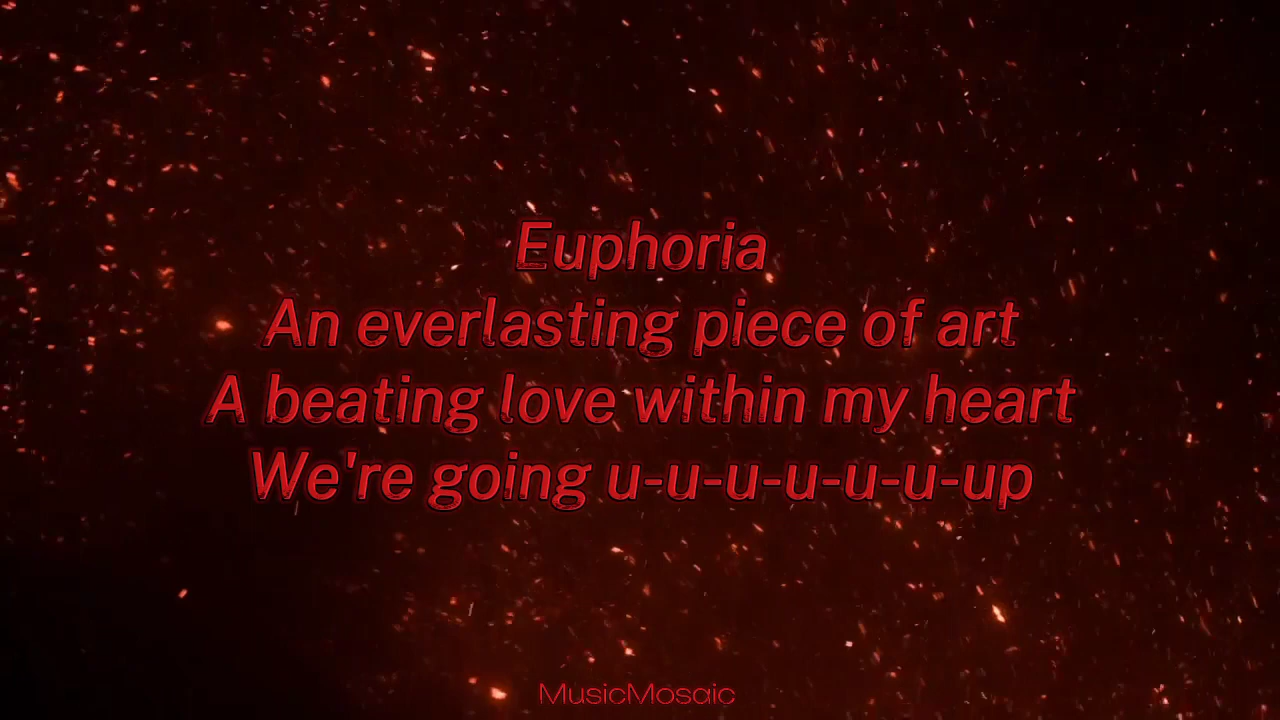 Euphoria
An everlasting piece of art
A beating love within my heart
We're going u-u-u-u-u-u-up
MusicMosaic